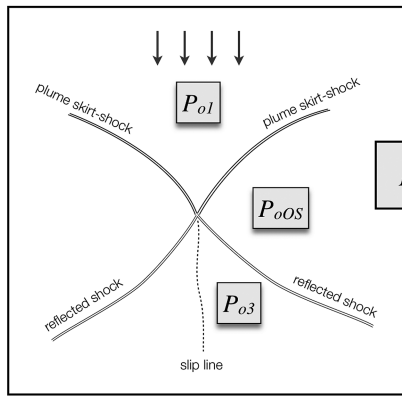 P_o1
plume skirt-shock
plume skirt-shock
P_oOS
P_o3
reflected shock
reflected shock
slip line